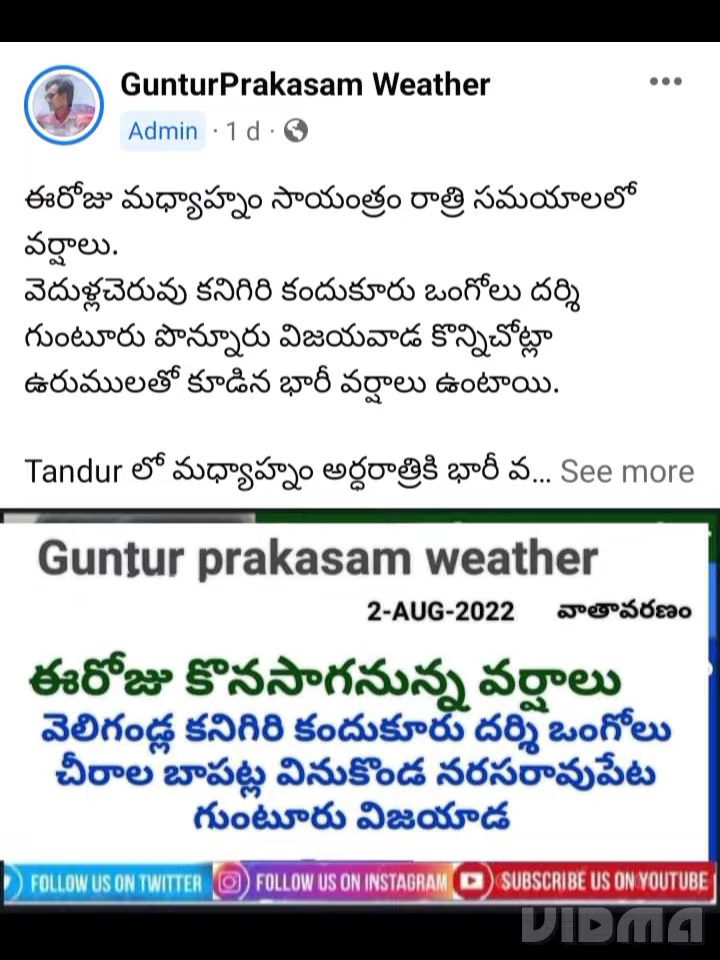 GunturPrakasam Weather
Admin · 1 d ·
ఈరోజు మధ్యాహ్నం సాయంత్రం రాత్రి సమయాలలో
వర్షాలు.
వెదుళ్లచెరువు కనిగిరి కందుకూరు ఒంగోలు దర్శి
గుంటూరు పొన్నూరు విజయవాడ కొన్నిచోట్లా
ఉరుములతో కూడిన భారీ వర్షాలు ఉంటాయి.
Tandur లో మధ్యాహ్నం అర్ధరాత్రికి భారీ వ... See more
Guntur prakasam weather
2-AUG-2022 వాతావరణం
ఈరోజు కొనసాగనున్న వర్షాలు
వెలిగండ్ల కనిగిరి కందుకూరు దర్శి ఒంగోలు
చీరాల బాపట్ల వినుకొండ నరసరావుపేట
గుంటూరు విజయాడ
FOLLOW US ON TWITTER FOLLOW US ON INSTAGRAM SUBSCRIBE US ON YOUTUBE
VIDMA